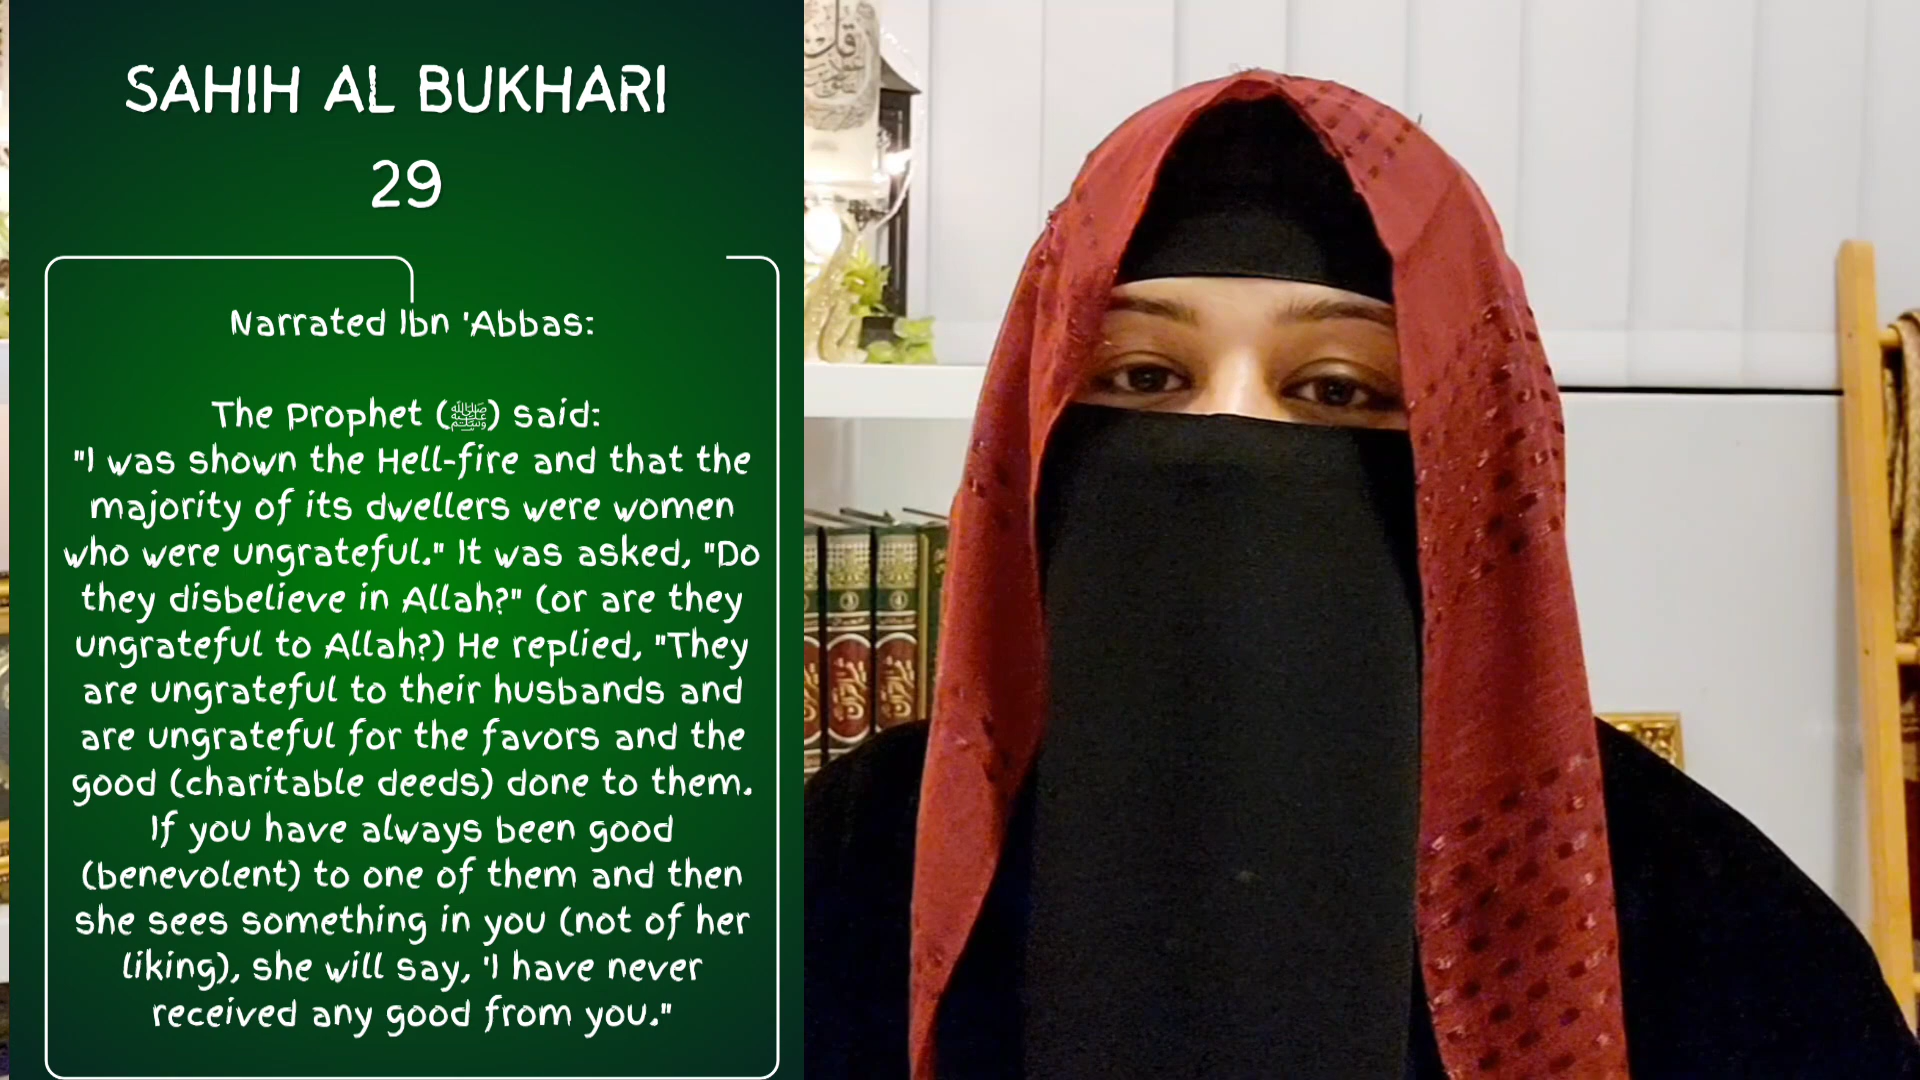 SAHIH AL BUKHARI
29
Narrated Ibn 'Abbas:
The Prophet (ﷺ) said:
"I was shown the Hell-fire and that the
majority of its dwellers were women
who were ungrateful." It was asked, "Do
they disbelieve in Allah?" (or are they
ungrateful to Allah?) He replied, "They
are ungrateful to their husbands and
are ungrateful for the favors and the
good (charitable deeds) done to them.
If you have always been good
(benevolent) to one of them and then
she sees something in you (not of her
liking), she will say, 'I have never
received any good from you."